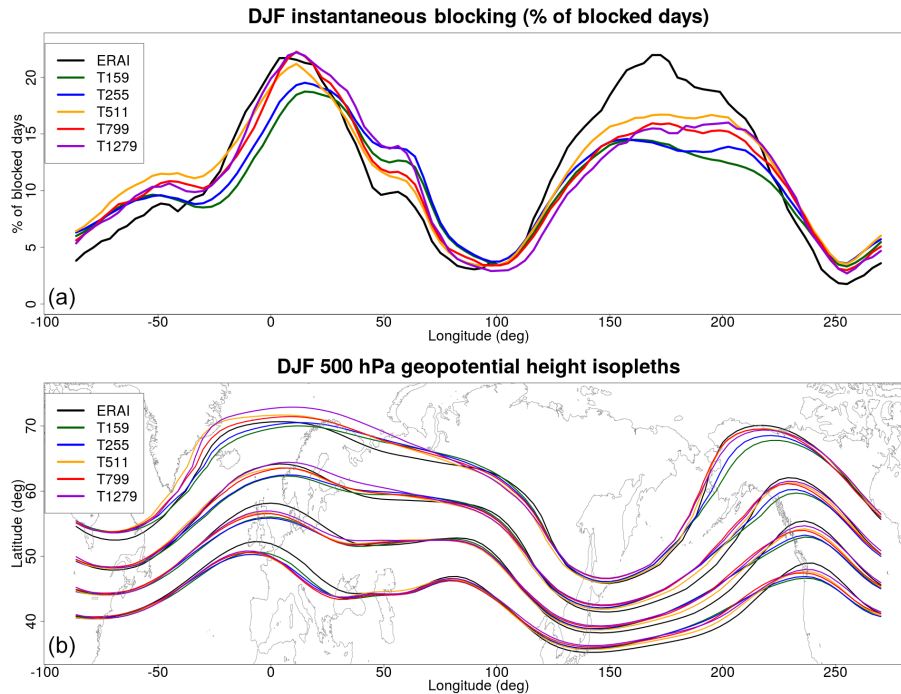 DJF instantaneous blocking (% of blocked days)
ERAI
T159
T255
T511
T799
T1279
% of blocked days
0
5
10
15
20
(a)
-100 -50 0 50 100 150 200 250
Longitude (deg)
DJF 500 hPa geopotential height isopleths
ERAI
T159
T255
T511
T799
T1279
Latitude (deg)
40
50
60
70
(b)
-100 -50 0 50 100 150 200 250
Longitude (deg)